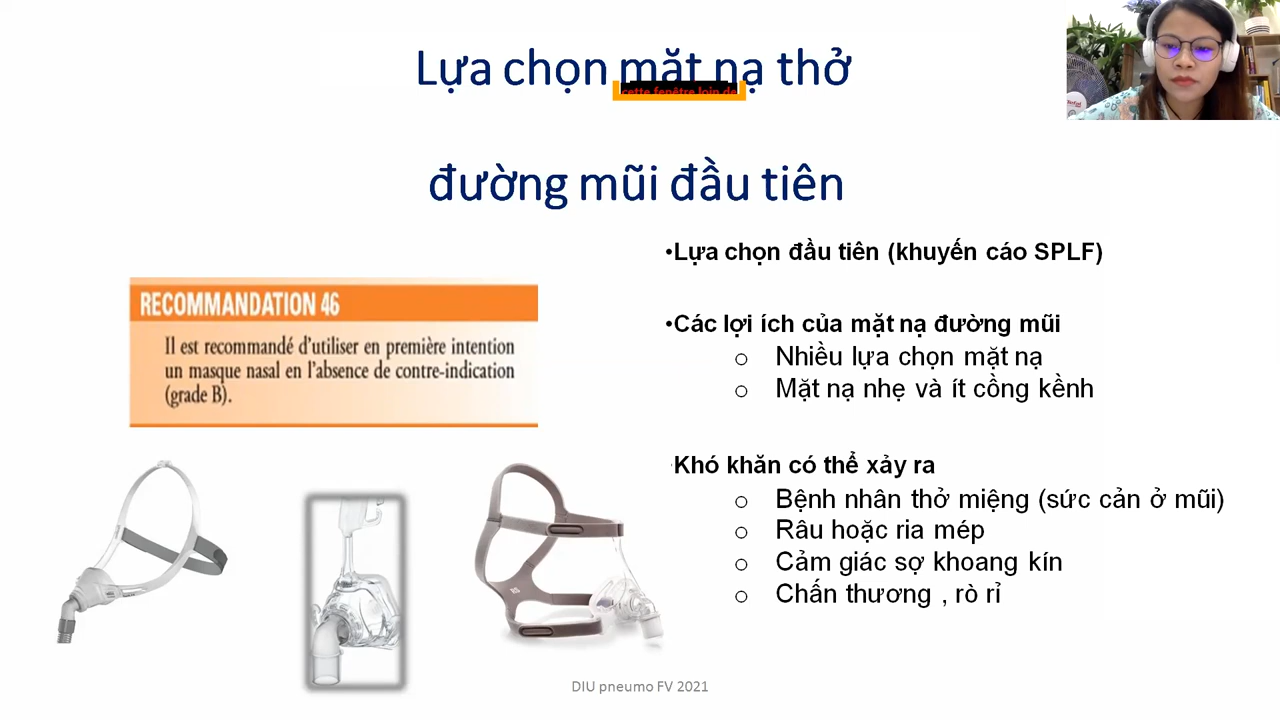 Lựa chọn mặt nạ thở
cette fenêtre loin de
đường mũi đầu tiên
•Lựa chọn đầu tiên (khuyến cáo SPLF)
RECOMMANDATION 46
Il est recommandé d'utiliser en première intention
un masque nasal en l'absence de contre-indication
(grade B).
•Các lợi ích của mặt nạ đường mũi
o Nhiều lựa chọn mặt nạ
o Mặt nạ nhẹ và ít cồng kềnh
•Khó khăn có thể xảy ra
o Bệnh nhân thở miệng (sức cản ở mũi)
o Râu hoặc ria mép
o Cảm giác sợ khoang kín
o Chấn thương , rò rỉ
DIU pneumo FV 2021